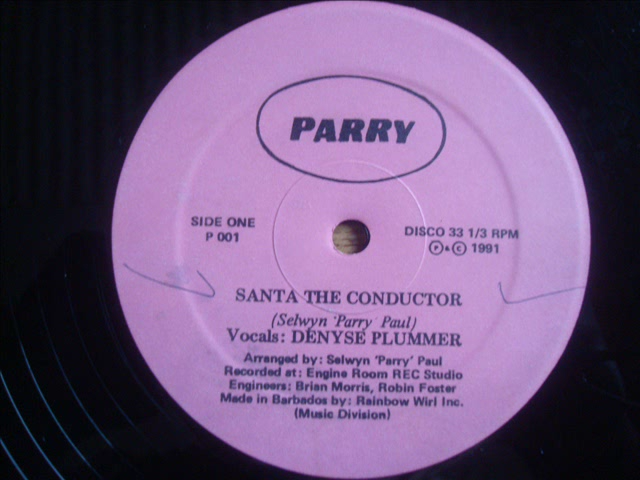 PARRY
SIDE ONE
P 001
DISCO 33 1/3 RPM
℗&© 1991
SANTA THE CONDUCTOR
(Selwyn 'Parry' Paul)
Vocals: DENYSE PLUMMER
Arranged by: Selwyn 'Parry' Paul
Recorded at: Engine Room REC Studio
Engineers: Brian Morris, Robin Foster
Made in Barbados by: Rainbow Wirl Inc.
(Music Division)